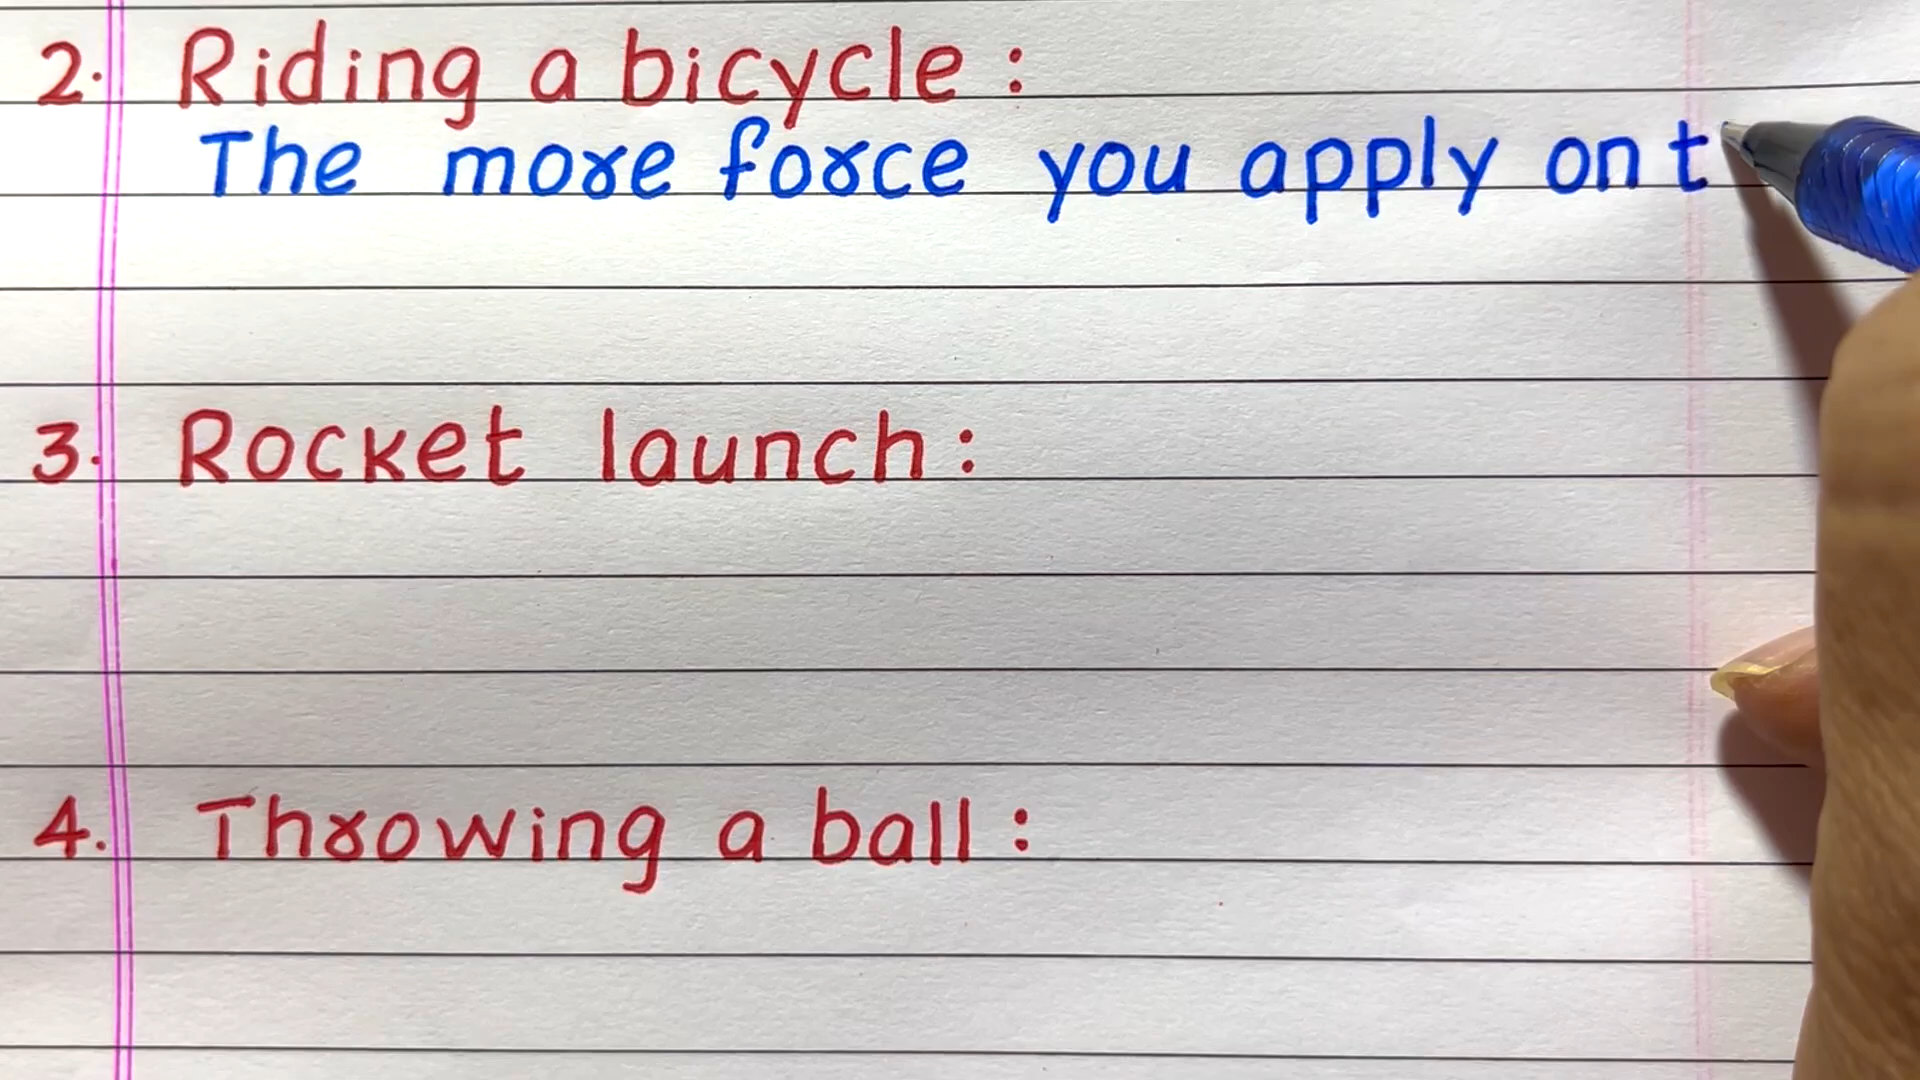 2. Riding a bicycle :
The more force you apply on t
3. Rocket launch :
4. Throwing a ball :